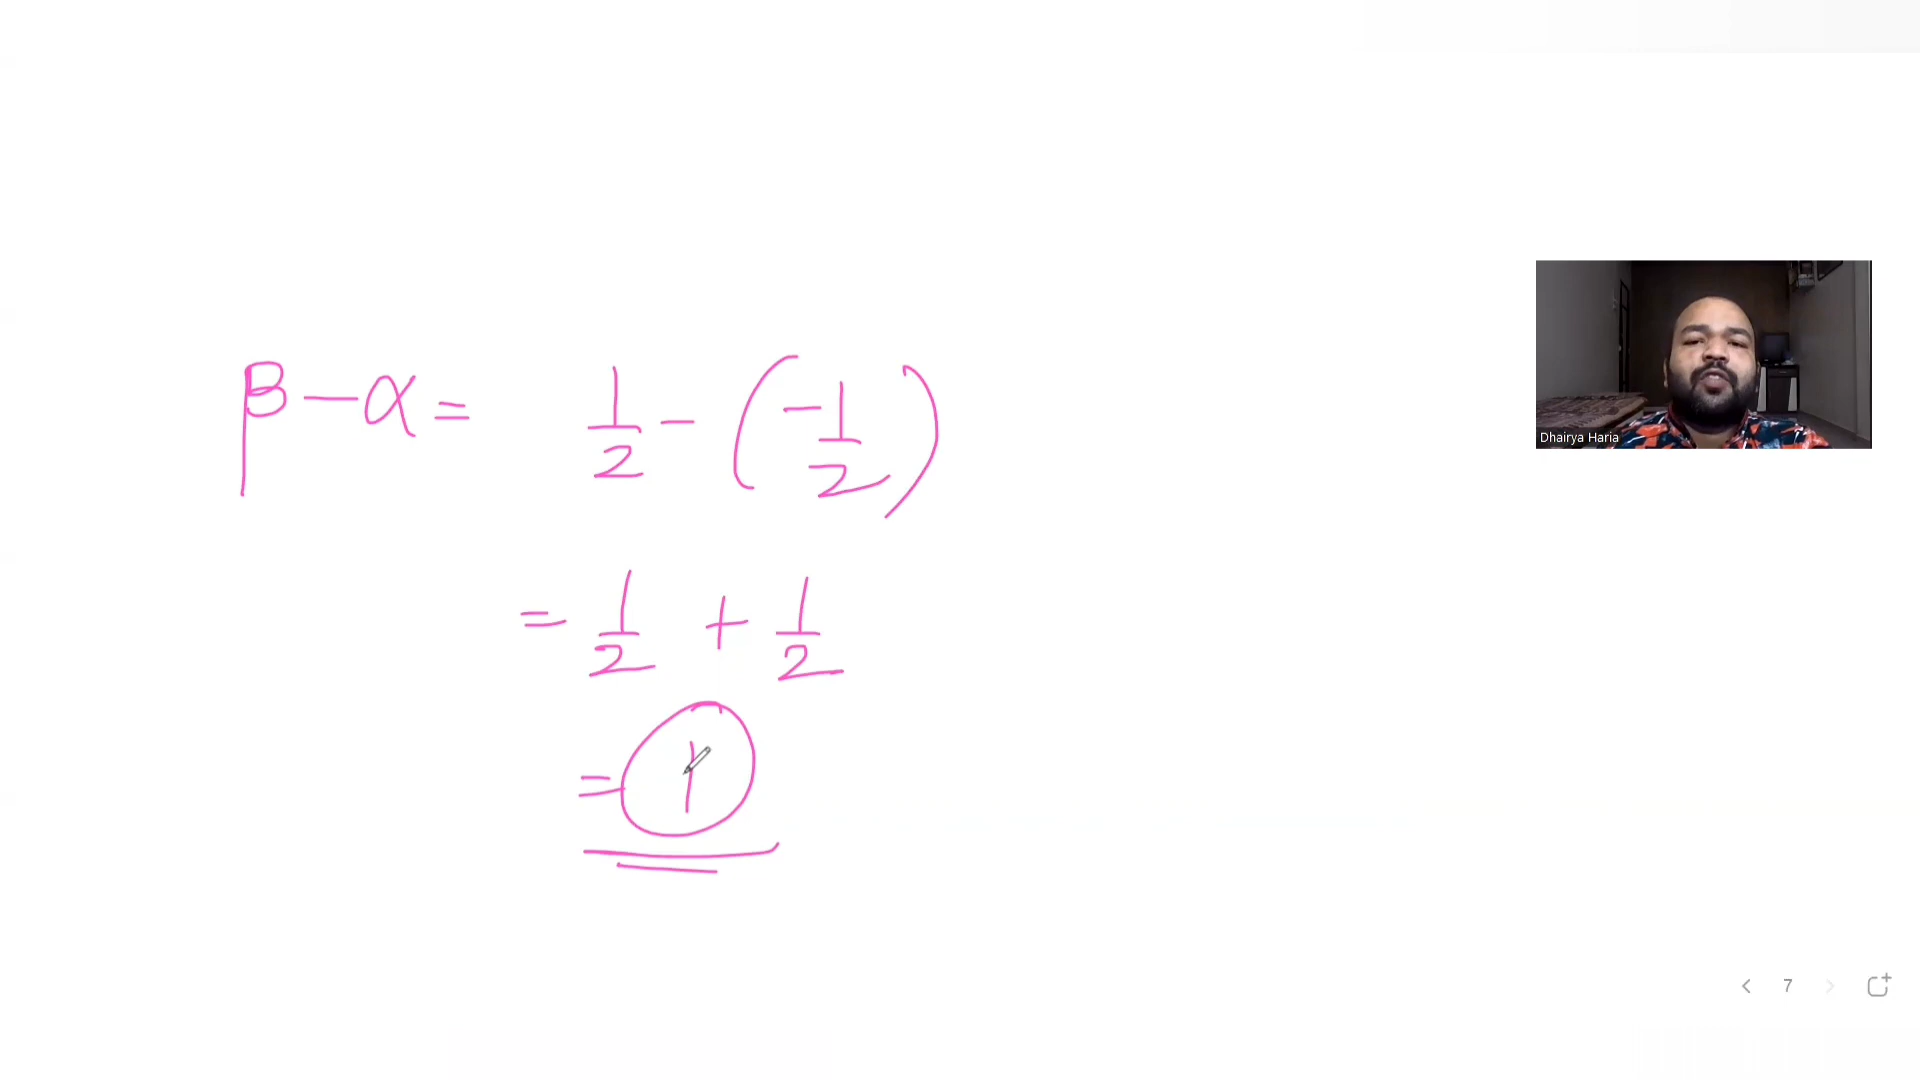 β - α = 1/2 - (-1/2)
= 1/2 + 1/2
= 1
Dhairya Haria
7